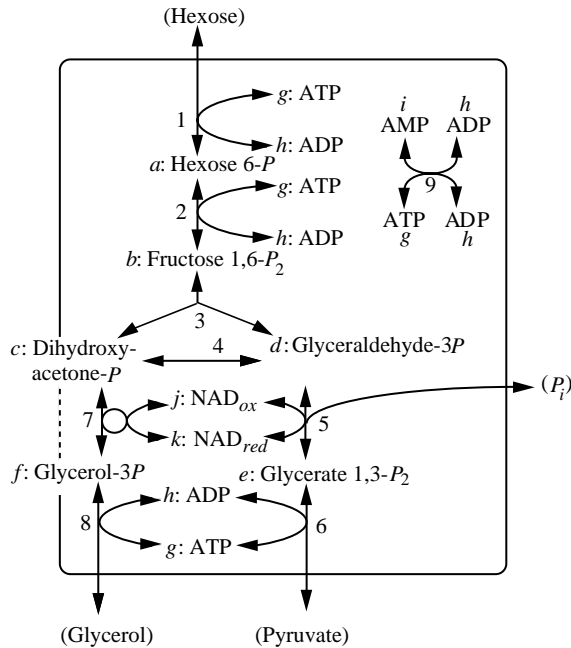 (Hexose)
g: ATP
1
h: ADP
a: Hexose 6-P
g: ATP
2
h: ADP
b: Fructose 1,6-P₂
i
AMP
h
ADP
9
ATP
g
ADP
h
3
c: Dihydroxy-
acetone-P
4
d: Glyceraldehyde-3P
(Pᵢ)
7
j: NADox
k: NADred
5
f: Glycerol-3P
e: Glycerate 1,3-P₂
h: ADP
8
6
g: ATP
(Glycerol)
(Pyruvate)